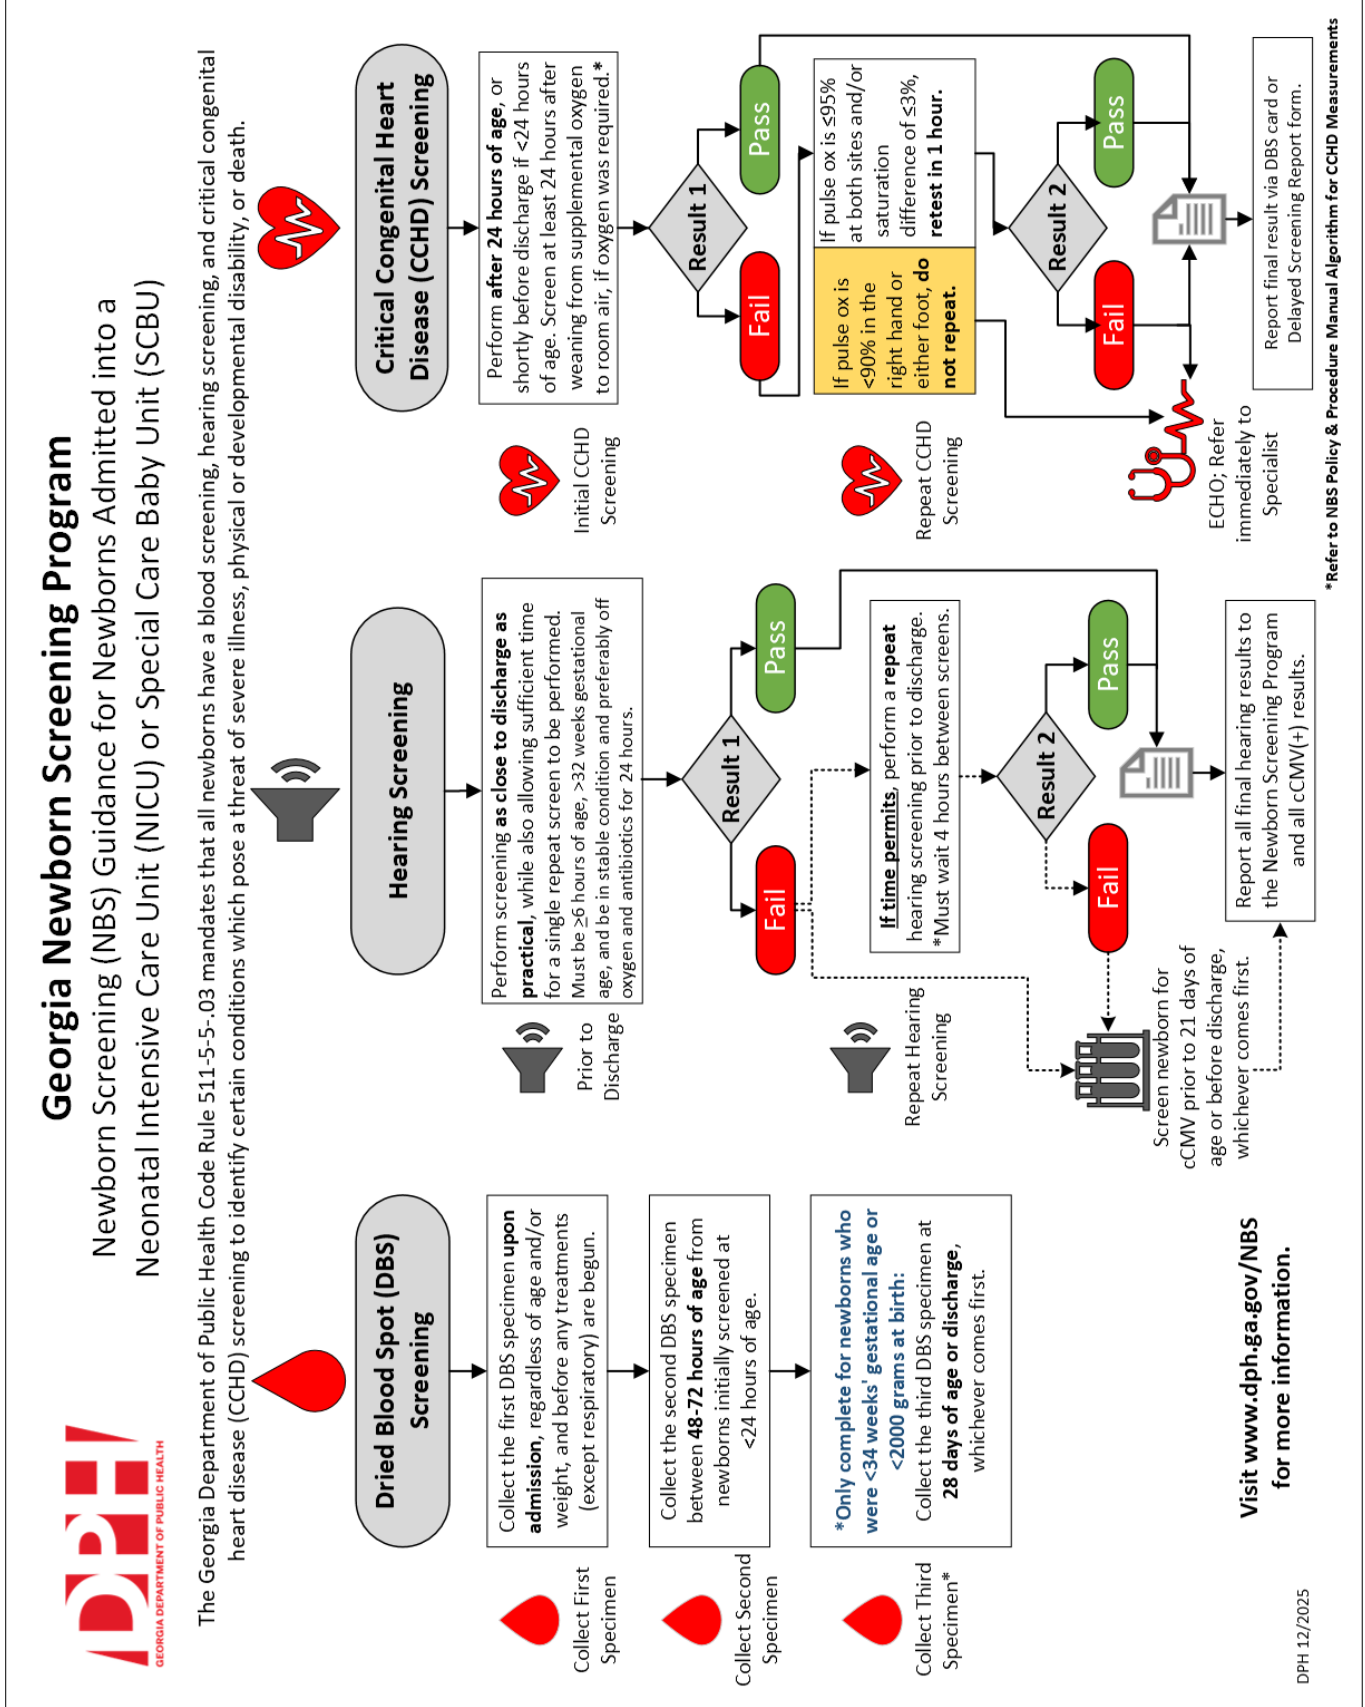 DPH
GEORGIA DEPARTMENT OF PUBLIC HEALTH
Georgia Newborn Screening Program
Newborn Screening (NBS) Guidance for Newborns Admitted into a
Neonatal Intensive Care Unit (NICU) or Special Care Baby Unit (SCBU)
The Georgia Department of Public Health Code Rule 511-5-5-.03 mandates that all newborns have a blood screening, hearing screening, and critical congenital
heart disease (CCHD) screening to identify certain conditions which pose a threat of severe illness, physical or developmental disability, or death.
Dried Blood Spot (DBS)
Screening
Collect First
Specimen
Collect the first DBS specimen upon
admission, regardless of age and/or
weight, and before any treatments
(except respiratory) are begun.
Collect Second
Specimen
Collect the second DBS specimen
between 48-72 hours of age from
newborns initially screened at
<24 hours of age.
Collect Third
Specimen*
*Only complete for newborns who
were <34 weeks' gestational age or
<2000 grams at birth:
Collect the third DBS specimen at
28 days of age or discharge,
whichever comes first.
Hearing Screening
Prior to
Discharge
Perform screening as close to discharge as
practical, while also allowing sufficient time
for a single repeat screen to be performed.
Must be ≥6 hours of age, >32 weeks gestational
age, and be in stable condition and preferably off
oxygen and antibiotics for 24 hours.
Result 1
Fail
Pass
Repeat Hearing
Screening
If time permits, perform a repeat
hearing screening prior to discharge.
*Must wait 4 hours between screens.
Result 2
Fail
Pass
Screen newborn for
cCMV prior to 21 days of
age or before discharge,
whichever comes first.
Report all final hearing results to
the Newborn Screening Program
and all cCMV(+) results.
Critical Congenital Heart
Disease (CCHD) Screening
Initial CCHD
Screening
Perform after 24 hours of age, or
shortly before discharge if <24 hours
of age. Screen at least 24 hours after
weaning from supplemental oxygen
to room air, if oxygen was required.*
Result 1
Fail
Pass
Repeat CCHD
Screening
If pulse ox is
<90% in the
right hand or
either foot, do
not repeat.
If pulse ox is ≤95%
at both sites and/or
saturation
difference of ≤3%,
retest in 1 hour.
Result 2
Fail
Pass
ECHO; Refer
immediately to
Specialist
Report final result via DBS card or
Delayed Screening Report form.
*Refer to NBS Policy & Procedure Manual Algorithm for CCHD Measurements
Visit www.dph.ga.gov/NBS
for more information.
DPH 12/2025